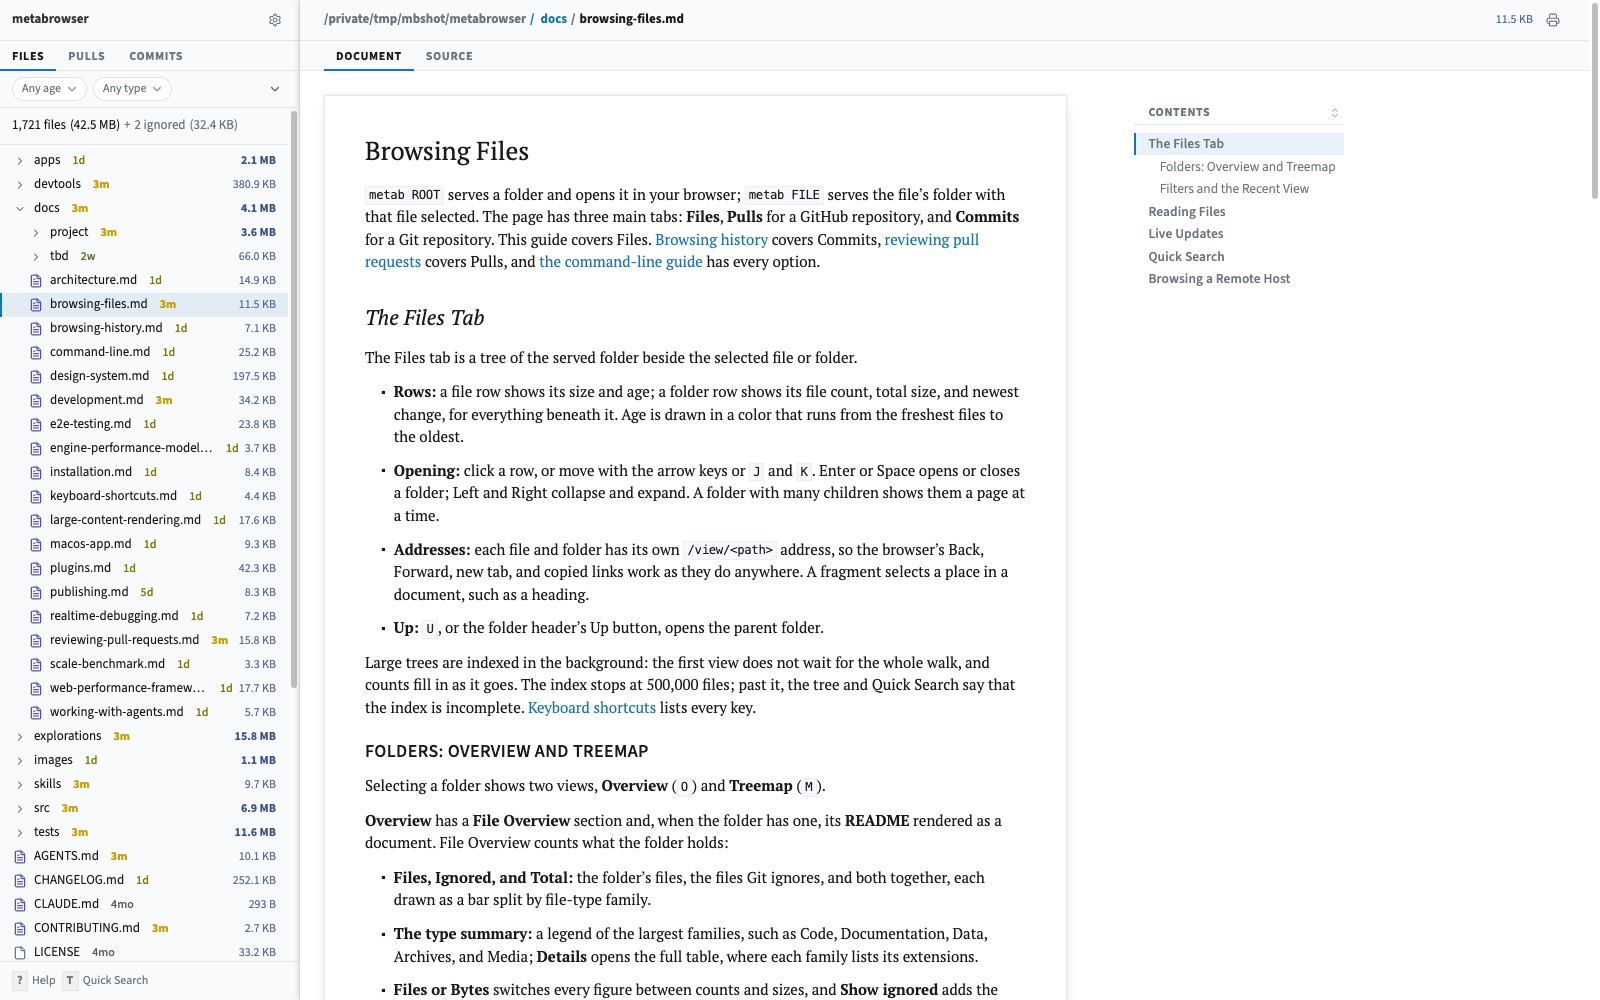 metabrowser
FILES PULLS COMMITS
Any age Any type
1,721 files (42.5 MB) + 2 ignored (32.4 KB)
apps 1d 2.1 MB
devtools 3m 380.9 KB
docs 3m 4.1 MB
project 3m 3.6 MB
tbd 2w 66.0 KB
architecture.md 1d 14.9 KB
browsing-files.md 3m 11.5 KB
browsing-history.md 1d 7.1 KB
command-line.md 1d 25.2 KB
design-system.md 1d 197.5 KB
development.md 3m 34.2 KB
e2e-testing.md 1d 23.8 KB
engine-performance-model... 1d 3.7 KB
installation.md 1d 8.4 KB
keyboard-shortcuts.md 1d 4.4 KB
large-content-rendering.md 1d 17.6 KB
macos-app.md 1d 9.3 KB
plugins.md 1d 42.3 KB
publishing.md 5d 8.3 KB
realtime-debugging.md 1d 7.2 KB
reviewing-pull-requests.md 3m 15.8 KB
scale-benchmark.md 1d 3.3 KB
web-performance-framew... 1d 17.7 KB
working-with-agents.md 1d 5.7 KB
explorations 3m 15.8 MB
images 1d 1.1 MB
skills 3m 9.7 KB
src 3m 6.9 MB
tests 3m 11.6 MB
AGENTS.md 3m 10.1 KB
CHANGELOG.md 1d 252.1 KB
CLAUDE.md 4mo 293 B
CONTRIBUTING.md 3m 2.7 KB
LICENSE 4mo 33.2 KB
? Help T Quick Search
/private/tmp/mbshot/metabrowser / docs / browsing-files.md 11.5 KB
DOCUMENT SOURCE
Browsing Files
metab ROOT serves a folder and opens it in your browser; metab FILE serves the file’s folder with
that file selected. The page has three main tabs: Files, Pulls for a GitHub repository, and Commits
for a Git repository. This guide covers Files. Browsing history covers Commits, reviewing pull
requests covers Pulls, and the command-line guide has every option.
The Files Tab
The Files tab is a tree of the served folder beside the selected file or folder.
▪ Rows: a file row shows its size and age; a folder row shows its file count, total size, and newest
change, for everything beneath it. Age is drawn in a color that runs from the freshest files to
the oldest.
▪ Opening: click a row, or move with the arrow keys or J and K. Enter or Space opens or closes
a folder; Left and Right collapse and expand. A folder with many children shows them a page at
a time.
▪ Addresses: each file and folder has its own /view/<path> address, so the browser’s Back,
Forward, new tab, and copied links work as they do anywhere. A fragment selects a place in a
document, such as a heading.
▪ Up: U, or the folder header’s Up button, opens the parent folder.
Large trees are indexed in the background: the first view does not wait for the whole walk, and
counts fill in as it goes. The index stops at 500,000 files; past it, the tree and Quick Search say that
the index is incomplete. Keyboard shortcuts lists every key.
FOLDERS: OVERVIEW AND TREEMAP
Selecting a folder shows two views, Overview (O) and Treemap (M).
Overview has a File Overview section and, when the folder has one, its README rendered as a
document. File Overview counts what the folder holds:
▪ Files, Ignored, and Total: the folder’s files, the files Git ignores, and both together, each
drawn as a bar split by file-type family.
▪ The type summary: a legend of the largest families, such as Code, Documentation, Data,
Archives, and Media; Details opens the full table, where each family lists its extensions.
▪ Files or Bytes switches every figure between counts and sizes, and Show ignored adds the
CONTENTS
The Files Tab
Folders: Overview and Treemap
Filters and the Recent View
Reading Files
Live Updates
Quick Search
Browsing a Remote Host